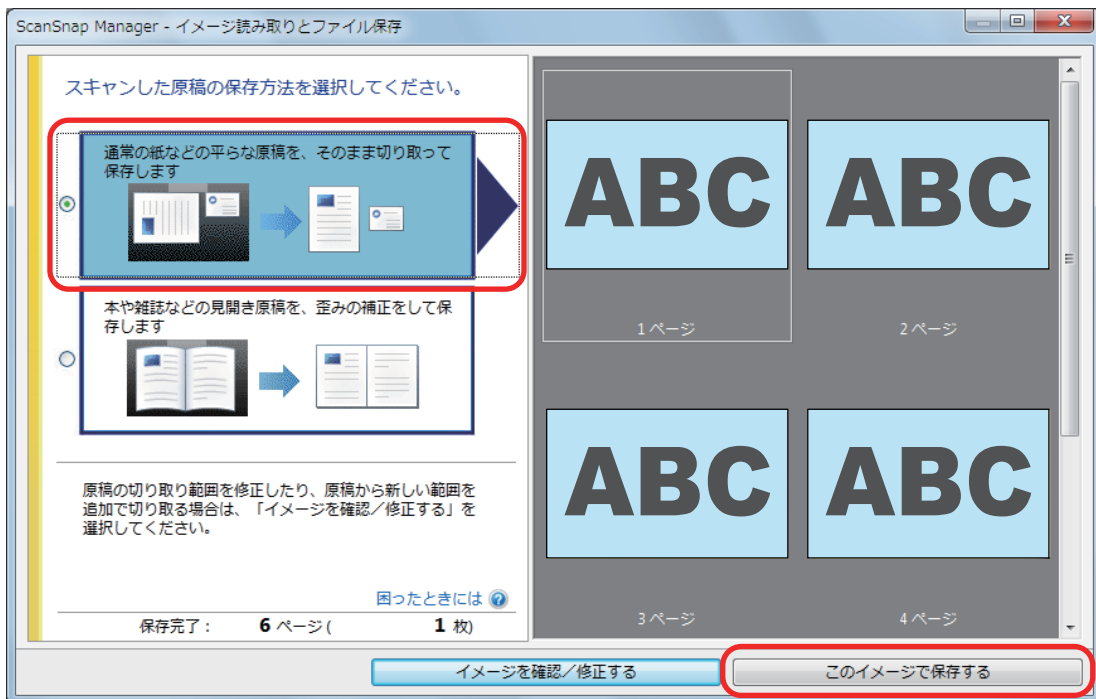 ScanSnap Manager - イメージ読み取りとファイル保存
スキャンした原稿の保存方法を選択してください。
通常の紙などの平らな原稿を、そのまま切り取って
保存します
本や雑誌などの見開き原稿を、歪みの補正をして保
存します
原稿の切り取り範囲を修正したり、原稿から新しい範囲を
追加で切り取る場合は、「イメージを確認／修正する」を
選択してください。
困ったときには ?
保存完了： 6 ページ ( 1 枚)
ABC
1 ページ
ABC
2 ページ
ABC
3 ページ
ABC
4 ページ
イメージを確認／修正する
このイメージで保存する